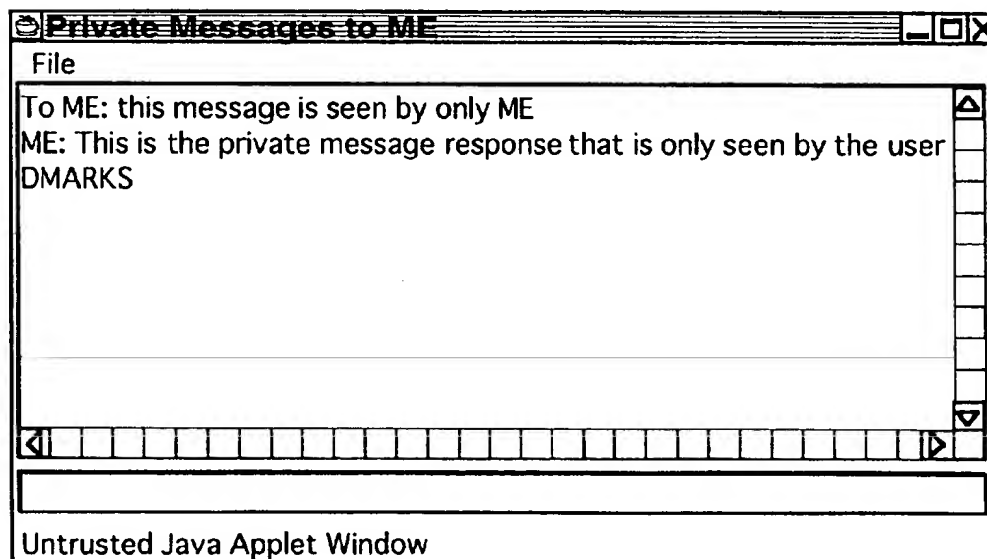 Private Messages to ME
File
To ME: this message is seen by only ME
ME: This is the private message response that is only seen by the user
DMARKS
Untrusted Java Applet Window